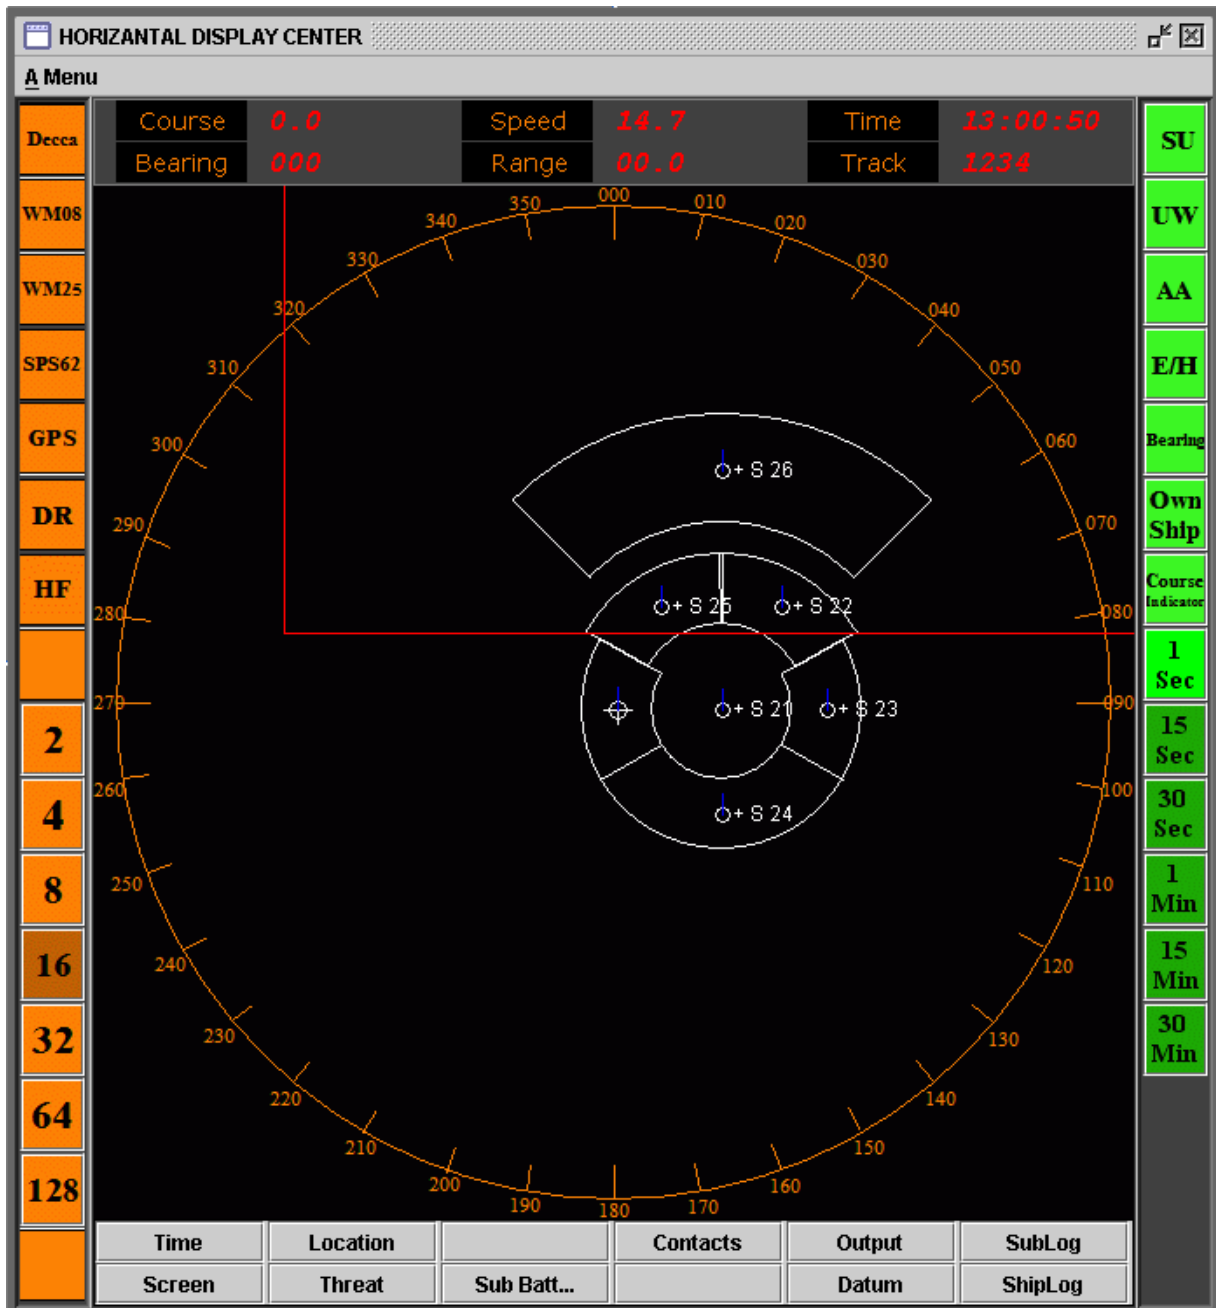 HORIZANTAL DISPLAY CENTER
A Menu
Course 0.0 Speed 14.7 Time 13:00:50
Bearing 000 Range 00.0 Track 1234
Decca
WM08
WM25
SPS62
GPS
DR
HF
2
4
8
16
32
64
128
000
010
020
030
040
050
060
070
080
090
100
110
120
130
140
150
160
170
180
190
200
210
220
230
240
250
260
270
280
290
300
310
320
330
340
350
+ S 26
+ S 25
+ S 22
+ S 21
+ S 23
+ S 24
SU
UW
AA
E/H
Bearing
Own
Ship
Course
Indicator
1
Sec
15
Sec
30
Sec
1
Min
15
Min
30
Min
Time Location Contacts Output SubLog
Screen Threat Sub Batt... Datum ShipLog